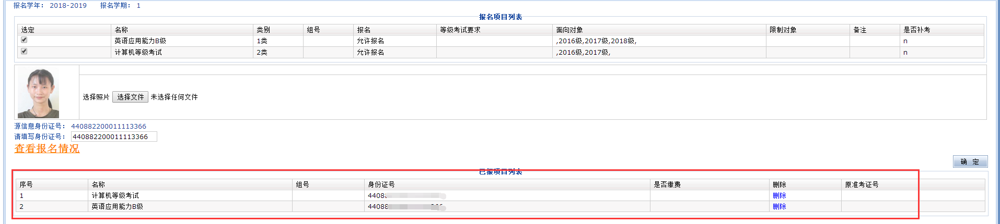 报名学年： 2018-2019 报名学期： 1
报名项目列表
选定 名称 类别 组号 报名 等级考试要求 面向对象 限制对象 备注 是否补考
英语应用能力B级 1类 允许报名 ,2016级,2017级,2018级, n
计算机等级考试 2类 允许报名 ,2016级,2017级, n
选择照片 选择文件 未选择任何文件
源信息身份证号： 440882200011113366
请填写身份证号： 440882200011113366
查看报名情况
确 定
已报项目列表
序号 名称 组号 身份证号 是否缴费 删除 原准考证号
1 计算机等级考试 4408 删除
2 英语应用能力B级 44088 删除